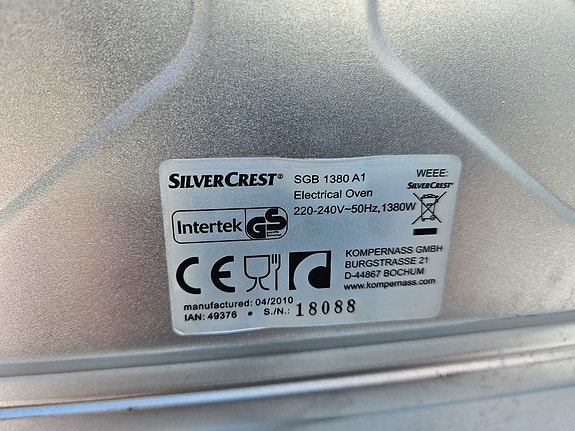 SILVERCREST® SGB 1380 A1
Electrical Oven
220-240V~50Hz,1380W
WEEE:
SILVERCREST®
Intertek GS
CE
KOMPERNASS GMBH
BURGSTRASSE 21
D-44867 BOCHUM
www.kompernass.com
manufactured: 04/2010
IAN: 49376 • S./N.: 18088